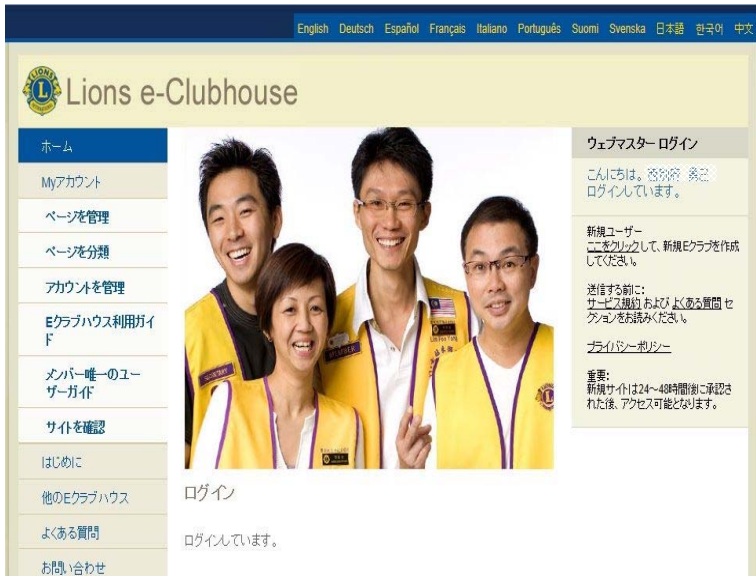 English Deutsch Español Français Italiano Português Suomi Svenska 日本語 한국어 中文
LIONS
L
Lions e-Clubhouse
ホーム
Myアカウント
ページを管理
ページを分類
アカウントを管理
Eクラブハウス利用ガイ
ド
メンバー唯一のユー
ザーガイド
サイトを確認
はじめに
他のEクラブハウス
よくある質問
お問い合わせ
ログイン
ログインしています。
ウェブマスター ログイン
こんにちは。
ログインしています。
新規ユーザー
ここをクリックして、新規Eクラブを作成
してください。
送信する前に:
サービス規約 および よくある質問 セ
クションをお読みください。
プライバシーポリシー
重要:
新規サイトは24～48時間後に承認さ
れた後、アクセス可能となります。